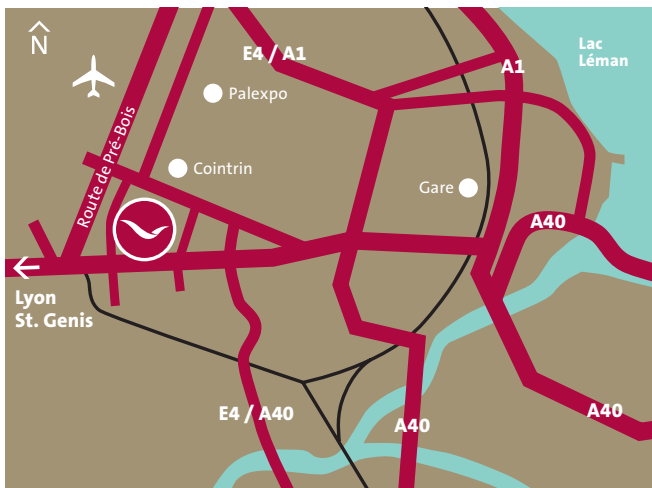 N
E4 / A1
Lac
Léman
A1
Palexpo
Route de Pré-Bois
Cointrin
Gare
A40
Lyon
St. Genis
E4 / A40
A40
A40